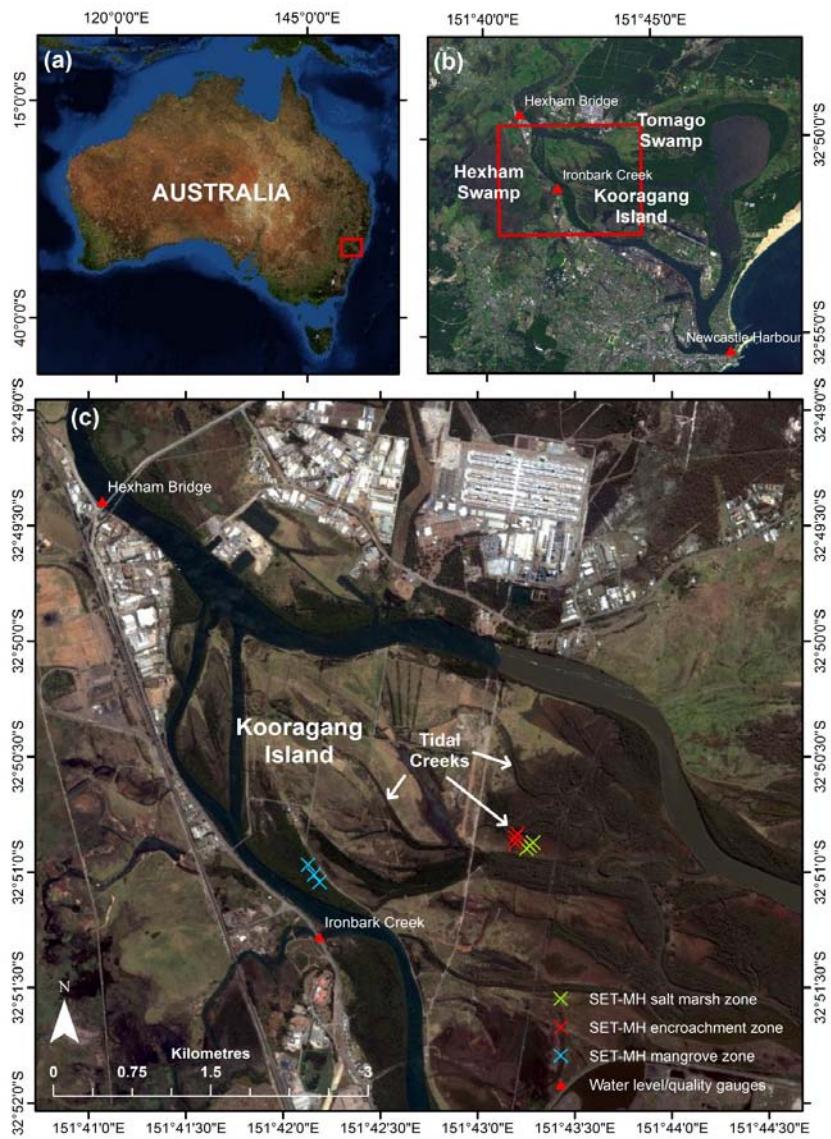 120°0'0"E
145°0'0"E
(a)
15°0'0"S
40°0'0"S
AUSTRALIA
151°40'0"E
151°45'0"E
(b)
Hexham Bridge
Tomago
Swamp
Hexham
Swamp
Ironbark Creek
Kooragang
Island
Newcastle Harbour
32°50'0"S
32°55'0"S
(c)
32°49'0"S
32°49'30"S
32°50'0"S
32°50'30"S
32°51'0"S
32°51'30"S
32°52'0"S
Hexham Bridge
Kooragang
Island
Tidal
Creeks
Ironbark Creek
N
Kilometres
0 0.75 1.5 3
SET-MH salt marsh zone
SET-MH encroachment zone
SET-MH mangrove zone
Water level/quality gauges
32°49'0"S
32°49'30"S
32°50'0"S
32°50'30"S
32°51'0"S
32°51'30"S
32°52'0"S
151°41'0"E 151°41'30"E 151°42'0"E 151°42'30"E 151°43'0"E 151°43'30"E 151°44'0"E 151°44'30"E